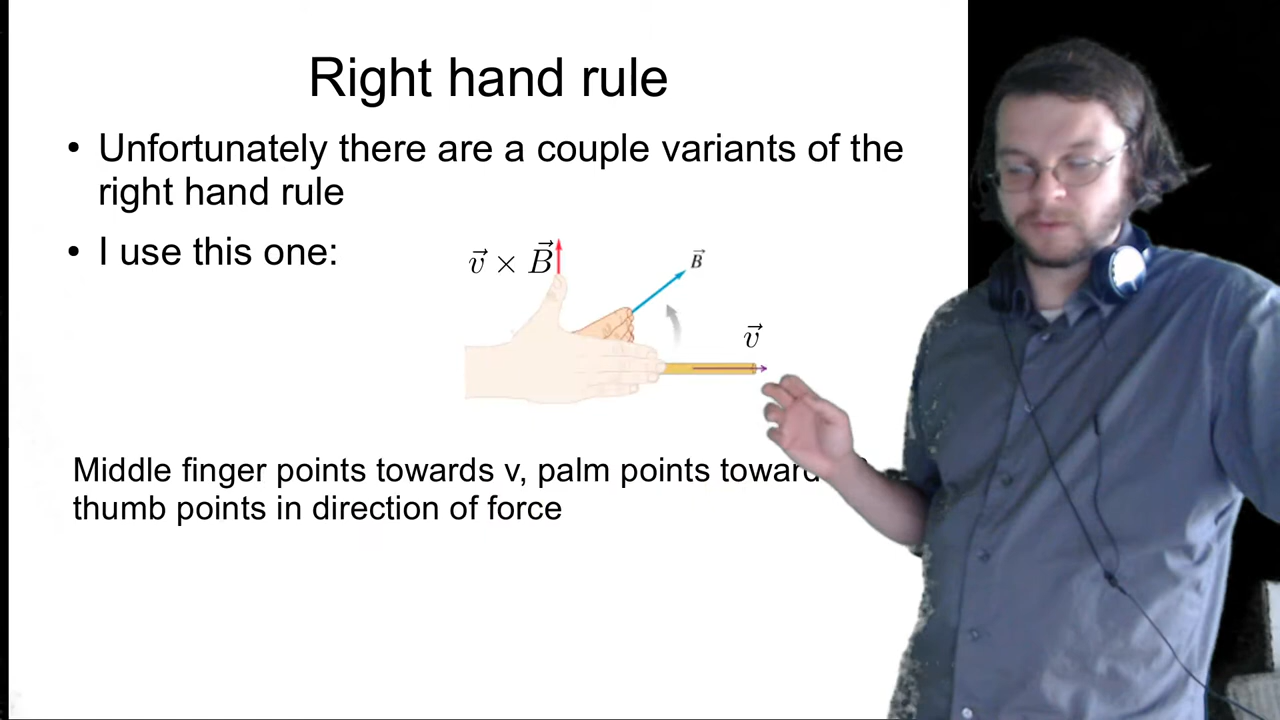 Right hand rule
• Unfortunately there are a couple variants of the
right hand rule
• I use this one:
v⃗ × B⃗
B⃗
v⃗
Middle finger points towards v, palm points toward
thumb points in direction of force